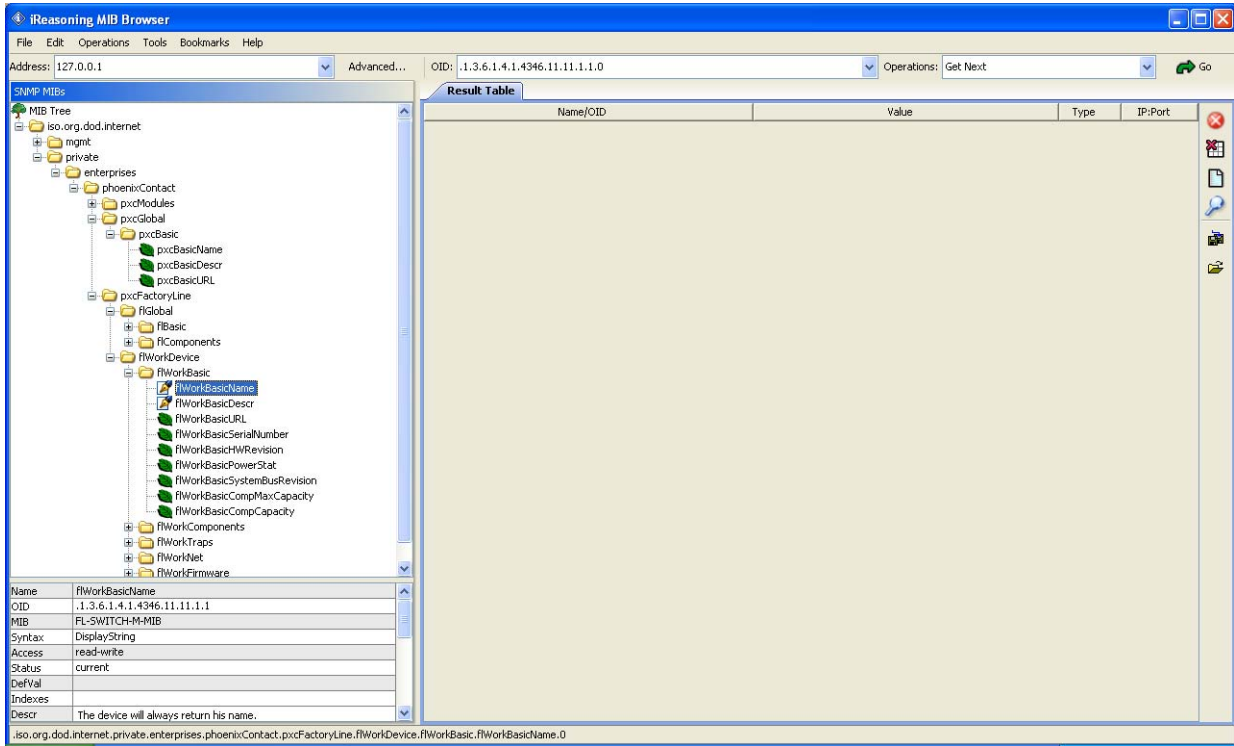 iReasoning MIB Browser
File Edit Operations Tools Bookmarks Help
Address: 127.0.0.1 Advanced... OID: .1.3.6.1.4.1.4346.11.11.1.1.0 Operations: Get Next Go
SNMP MIBs
MIB Tree
iso.org.dod.internet
mgmt
private
enterprises
phoenixContact
pxcModules
pxcGlobal
pxcBasic
pxcBasicName
pxcBasicDescr
pxcBasicURL
pxcFactoryLine
flGlobal
flBasic
flComponents
flWorkDevice
flWorkBasic
flWorkBasicName
flWorkBasicDescr
flWorkBasicURL
flWorkBasicSerialNumber
flWorkBasicHWRevision
flWorkBasicPowerStat
flWorkBasicSystemBusRevision
flWorkBasicCompMaxCapacity
flWorkBasicCompCapacity
flWorkComponents
flWorkTraps
flWorkNet
flWorkFirmware
Name flWorkBasicName
OID .1.3.6.1.4.1.4346.11.11.1.1
MIB FL-SWITCH-M-MIB
Syntax DisplayString
Access read-write
Status current
DefVal
Indexes
Descr The device will always return his name.
Result Table
Name/OID Value Type IP:Port
.iso.org.dod.internet.private.enterprises.phoenixContact.pxcFactoryLine.flWorkDevice.flWorkBasic.flWorkBasicName.0